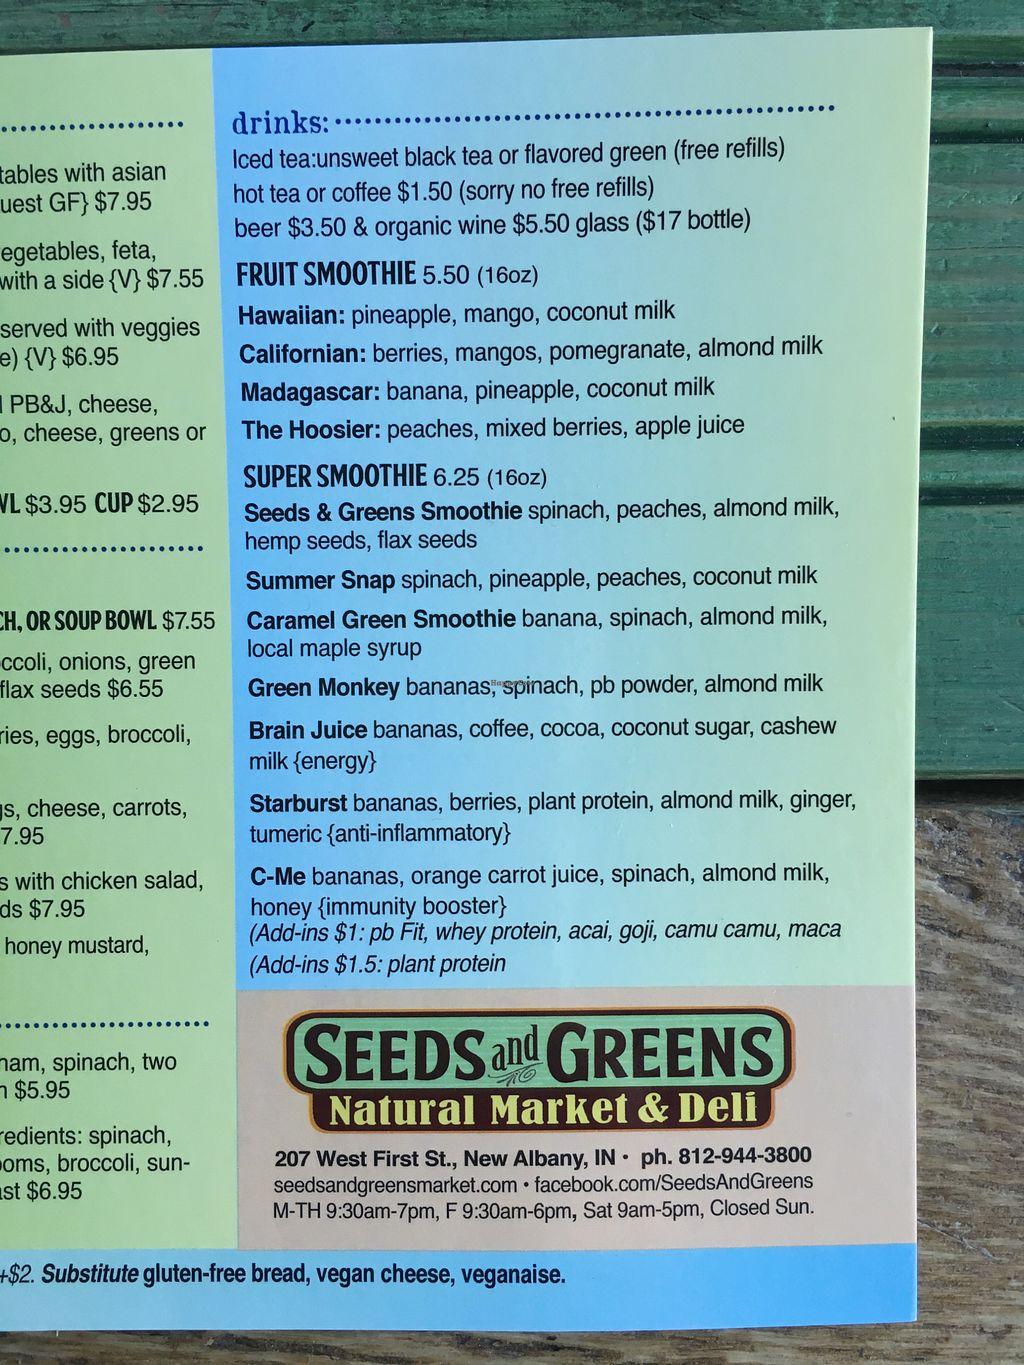 tables with asian
uest GF} $7.95
egetables, feta,
with a side {V} $7.55
served with veggies
e) {V} $6.95
PB&J, cheese,
o, cheese, greens or
WL $3.95 CUP $2.95
CH, OR SOUP BOWL $7.55
ccoli, onions, green
flax seeds $6.55
ries, eggs, broccoli,
gs, cheese, carrots,
7.95
s with chicken salad,
ds $7.95
honey mustard,
ham, spinach, two
n $5.95
redients: spinach,
ooms, broccoli, sun-
ast $6.95
drinks:
Iced tea:unsweet black tea or flavored green (free refills)
hot tea or coffee $1.50 (sorry no free refills)
beer $3.50 & organic wine $5.50 glass ($17 bottle)
FRUIT SMOOTHIE 5.50 (16oz)
Hawaiian: pineapple, mango, coconut milk
Californian: berries, mangos, pomegranate, almond milk
Madagascar: banana, pineapple, coconut milk
The Hoosier: peaches, mixed berries, apple juice
SUPER SMOOTHIE 6.25 (16oz)
Seeds & Greens Smoothie spinach, peaches, almond milk,
hemp seeds, flax seeds
Summer Snap spinach, pineapple, peaches, coconut milk
Caramel Green Smoothie banana, spinach, almond milk,
local maple syrup
Green Monkey bananas, spinach, pb powder, almond milk
Brain Juice bananas, coffee, cocoa, coconut sugar, cashew
milk {energy}
Starburst bananas, berries, plant protein, almond milk, ginger,
tumeric {anti-inflammatory}
C-Me bananas, orange carrot juice, spinach, almond milk,
honey {immunity booster}
(Add-ins $1: pb Fit, whey protein, acai, goji, camu camu, maca
(Add-ins $1.5: plant protein
SEEDS and GREENS
Natural Market & Deli
207 West First St., New Albany, IN • ph. 812-944-3800
seedsandgreensmarket.com • facebook.com/SeedsAndGreens
M-TH 9:30am-7pm, F 9:30am-6pm, Sat 9am-5pm, Closed Sun.
+$2. Substitute gluten-free bread, vegan cheese, veganaise.